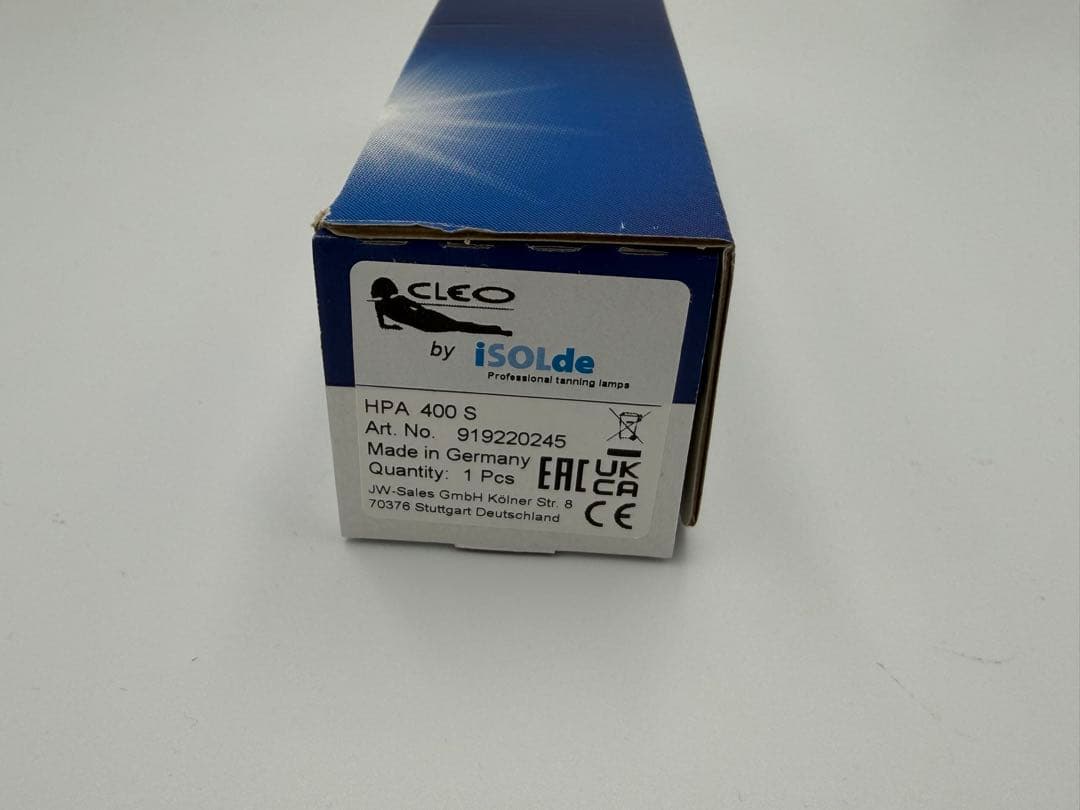 CLEO
by iSOLde
Professional tanning lamps
HPA 400 S
Art. No. 919220245
Made in Germany
Quantity: 1 Pcs
EAC UK
CA
JW-Sales GmbH Kölner Str. 8
70376 Stuttgart Deutschland
CE